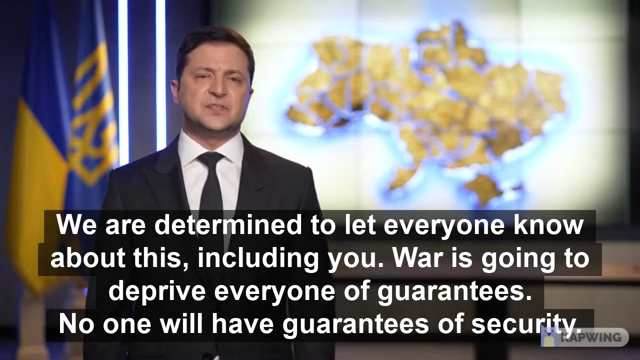 We are determined to let everyone know
about this, including you. War is going to
deprive everyone of guarantees.
No one will have guarantees of security.
KAPWING